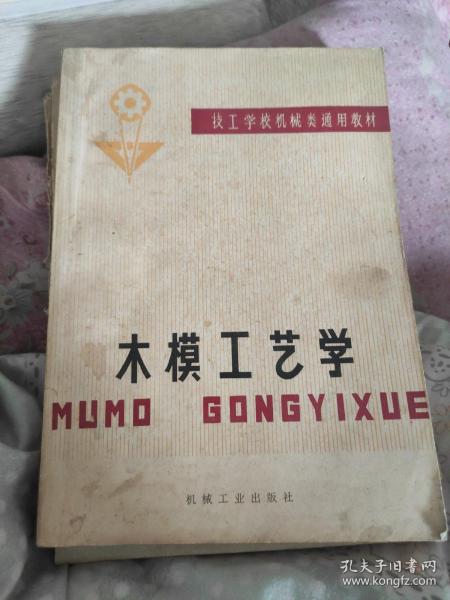 技工学校机械类通用教材
木模工艺学
MUMO GONGYIXUE
机械工业出版社
孔夫子旧书网
www.kongfz.com